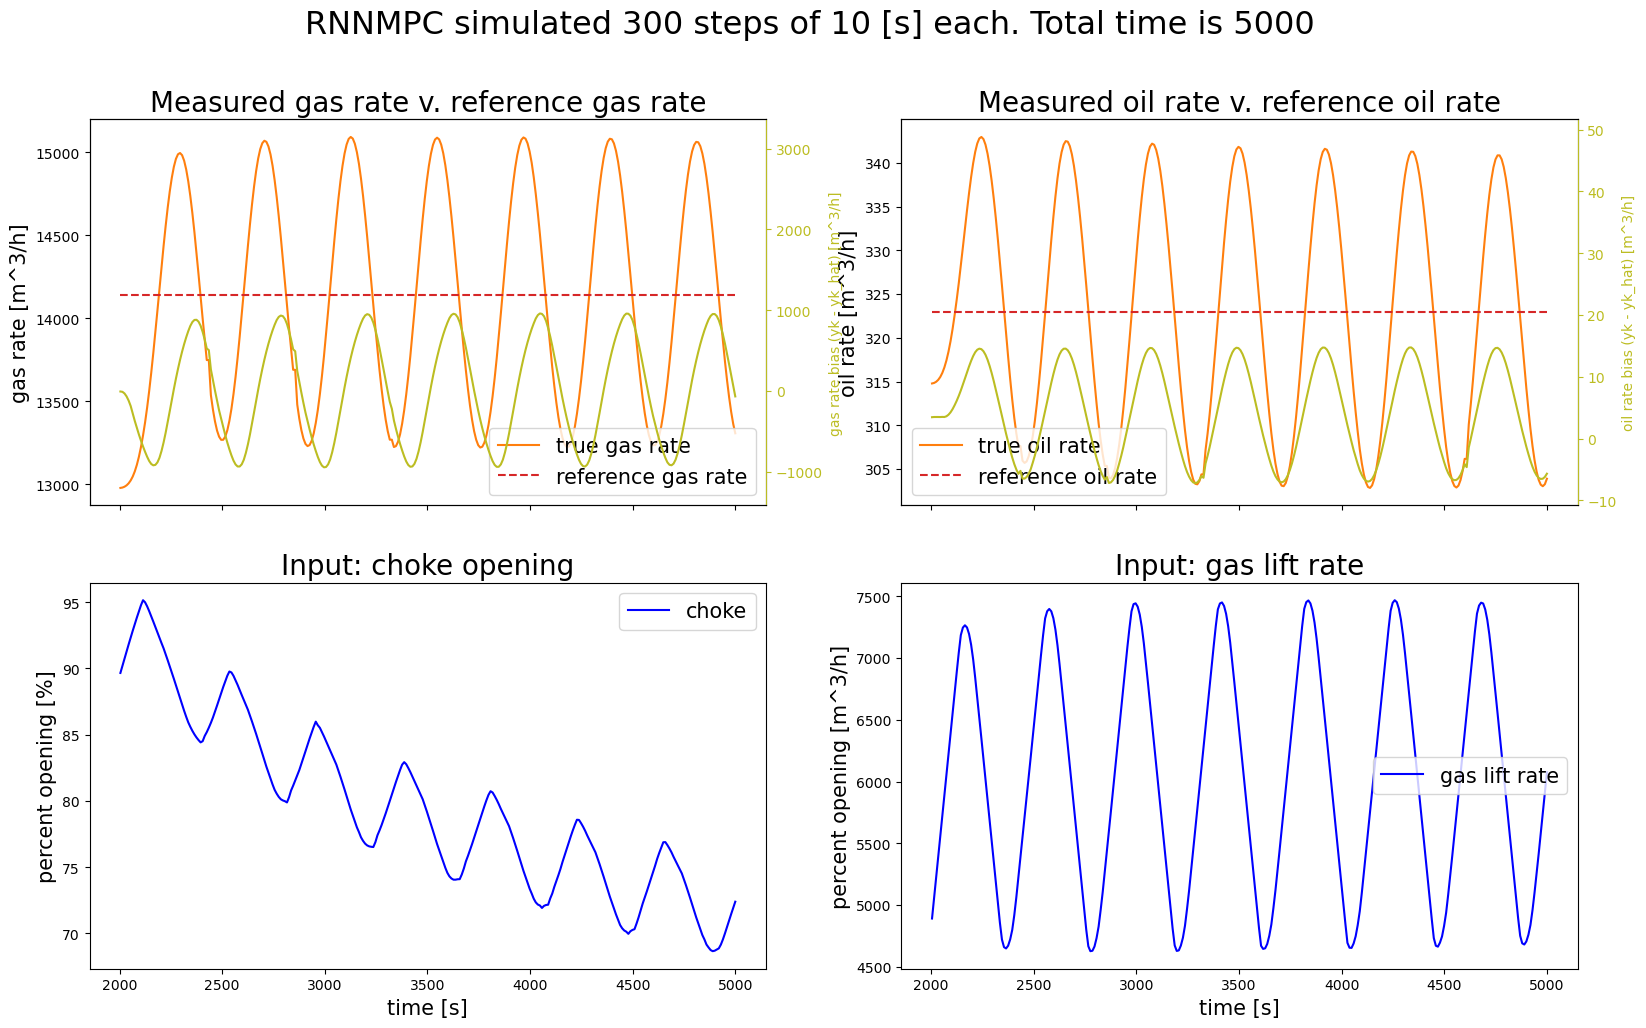 RNNMPC simulated 300 steps of 10 [s] each. Total time is 5000
Measured gas rate v. reference gas rate
gas rate [m^3/h]
15000
14500
14000
13500
13000
3000
2000
1000
0
−1000
gas rate bias (yk - yk_hat) [m^3/h]
true gas rate
reference gas rate
Measured oil rate v. reference oil rate
oil rate [m^3/h]
340
335
330
325
320
315
310
305
50
40
30
20
10
0
−10
oil rate bias (yk - yk_hat) [m^3/h]
true oil rate
reference oil rate
Input: choke opening
percent opening [%]
95
90
85
80
75
70
choke
2000
2500
3000
3500
4000
4500
5000
time [s]
Input: gas lift rate
percent opening [m^3/h]
7500
7000
6500
6000
5500
5000
4500
gas lift rate
2000
2500
3000
3500
4000
4500
5000
time [s]